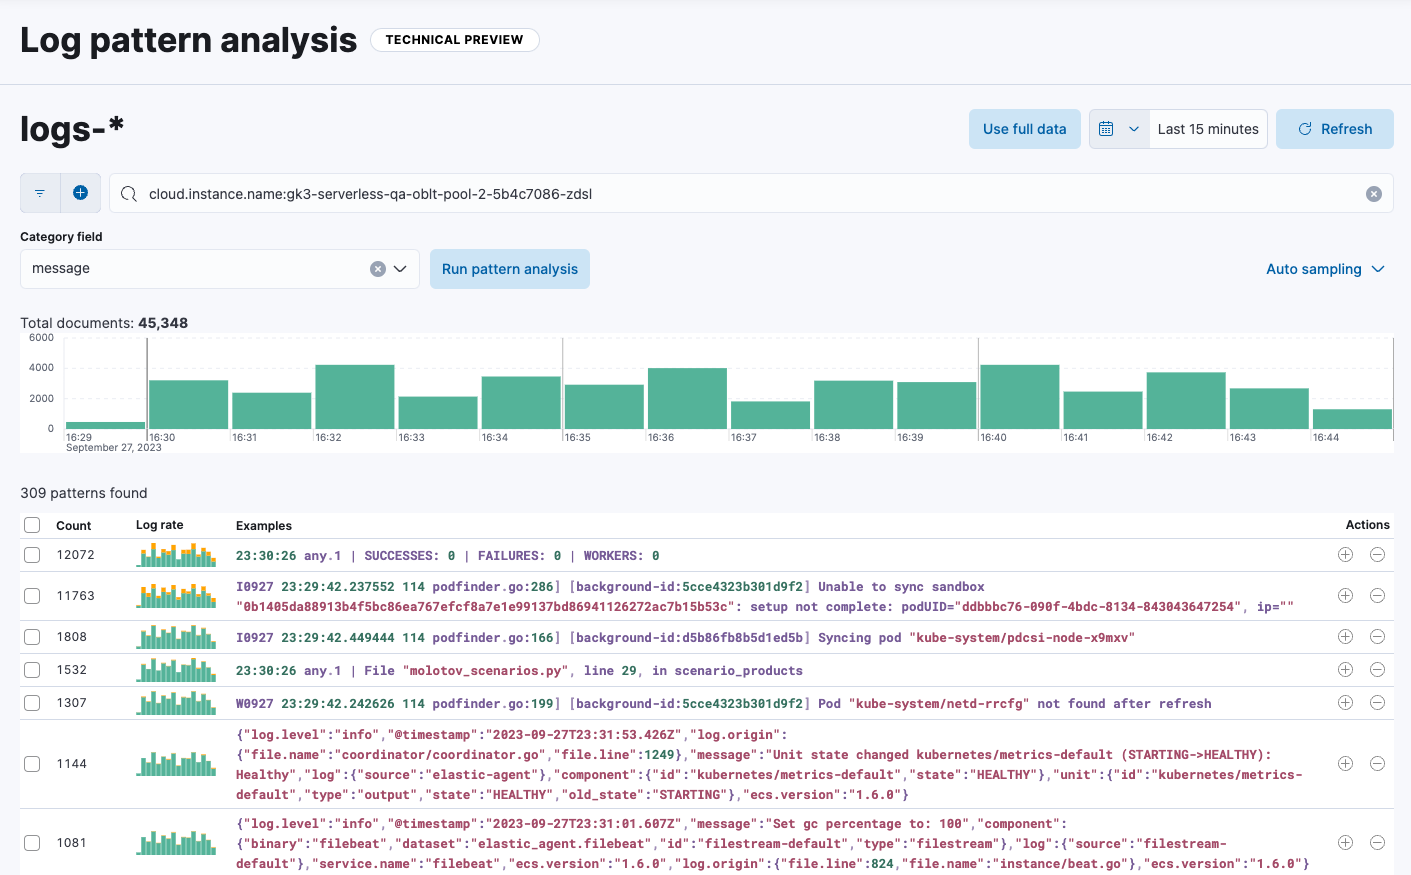 Log pattern analysis TECHNICAL PREVIEW
logs-*
Use full data
Last 15 minutes
Refresh
cloud.instance.name:gk3-serverless-qa-oblt-pool-2-5b4c7086-zdsl
Category field
message
Run pattern analysis
Auto sampling
Total documents: 45,348
6000
4000
2000
0
16:29 16:30 16:31 16:32 16:33 16:34 16:35 16:36 16:37 16:38 16:39 16:40 16:41 16:42 16:43 16:44
September 27, 2023
309 patterns found
Count Log rate Examples Actions
12072 23:30:26 any.1 | SUCCESSES: 0 | FAILURES: 0 | WORKERS: 0
11763 I0927 23:29:42.237552 114 podfinder.go:286] [background-id:5cce4323b301d9f2] Unable to sync sandbox
"0b1405da88913b4f5bc86ea767efcf8a7e1e99137bd86941126272ac7b15b53c": setup not complete: podUID="ddbbbc76-090f-4bdc-8134-843043647254", ip=""
1808 I0927 23:29:42.449444 114 podfinder.go:166] [background-id:d5b86fb8b5d1ed5b] Syncing pod "kube-system/pdcsi-node-x9mxv"
1532 23:30:26 any.1 | File "molotov_scenarios.py", line 29, in scenario_products
1307 W0927 23:29:42.242626 114 podfinder.go:199] [background-id:5cce4323b301d9f2] Pod "kube-system/netd-rrcfg" not found after refresh
{"log.level":"info","@timestamp":"2023-09-27T23:31:53.426Z","log.origin":
{"file.name":"coordinator/coordinator.go","file.line":1249},"message":"Unit state changed kubernetes/metrics-default (STARTING->HEALTHY):
1144 Healthy","log":{"source":"elastic-agent"},"component":{"id":"kubernetes/metrics-default","state":"HEALTHY"},"unit":{"id":"kubernetes/metrics-
default","type":"output","state":"HEALTHY","old_state":"STARTING"},"ecs.version":"1.6.0"}
{"log.level":"info","@timestamp":"2023-09-27T23:31:01.607Z","message":"Set gc percentage to: 100","component":
1081 {"binary":"filebeat","dataset":"elastic_agent.filebeat","id":"filestream-default","type":"filestream"},"log":{"source":"filestream-
default"},"service.name":"filebeat","ecs.version":"1.6.0","log.origin":{"file.line":824,"file.name":"instance/beat.go"},"ecs.version":"1.6.0"}